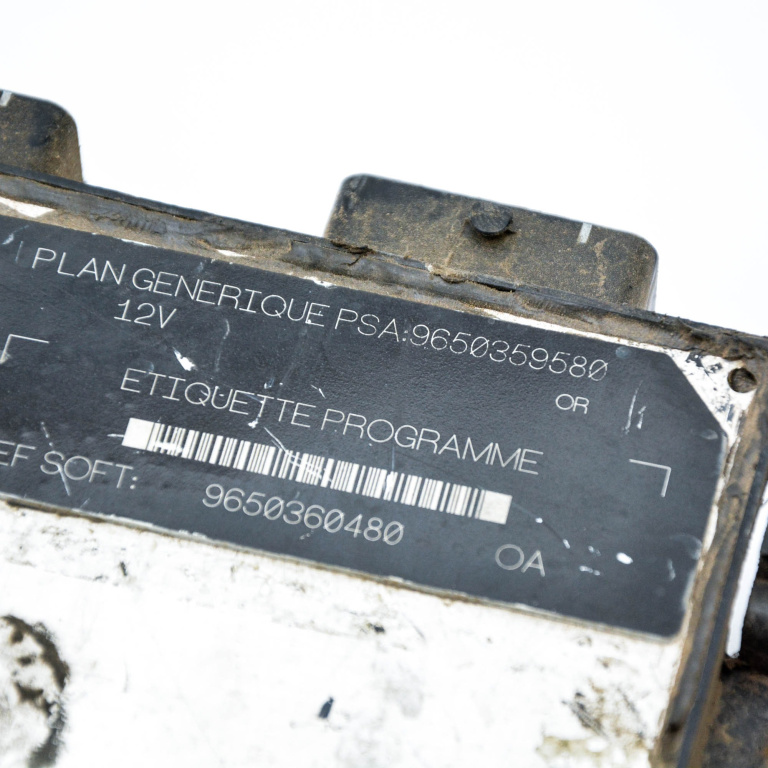 PLAN GENERIQUE PSA:9650359580
12V
OR
ETIQUETTE PROGRAMME
EF SOFT:
9650360480
OA